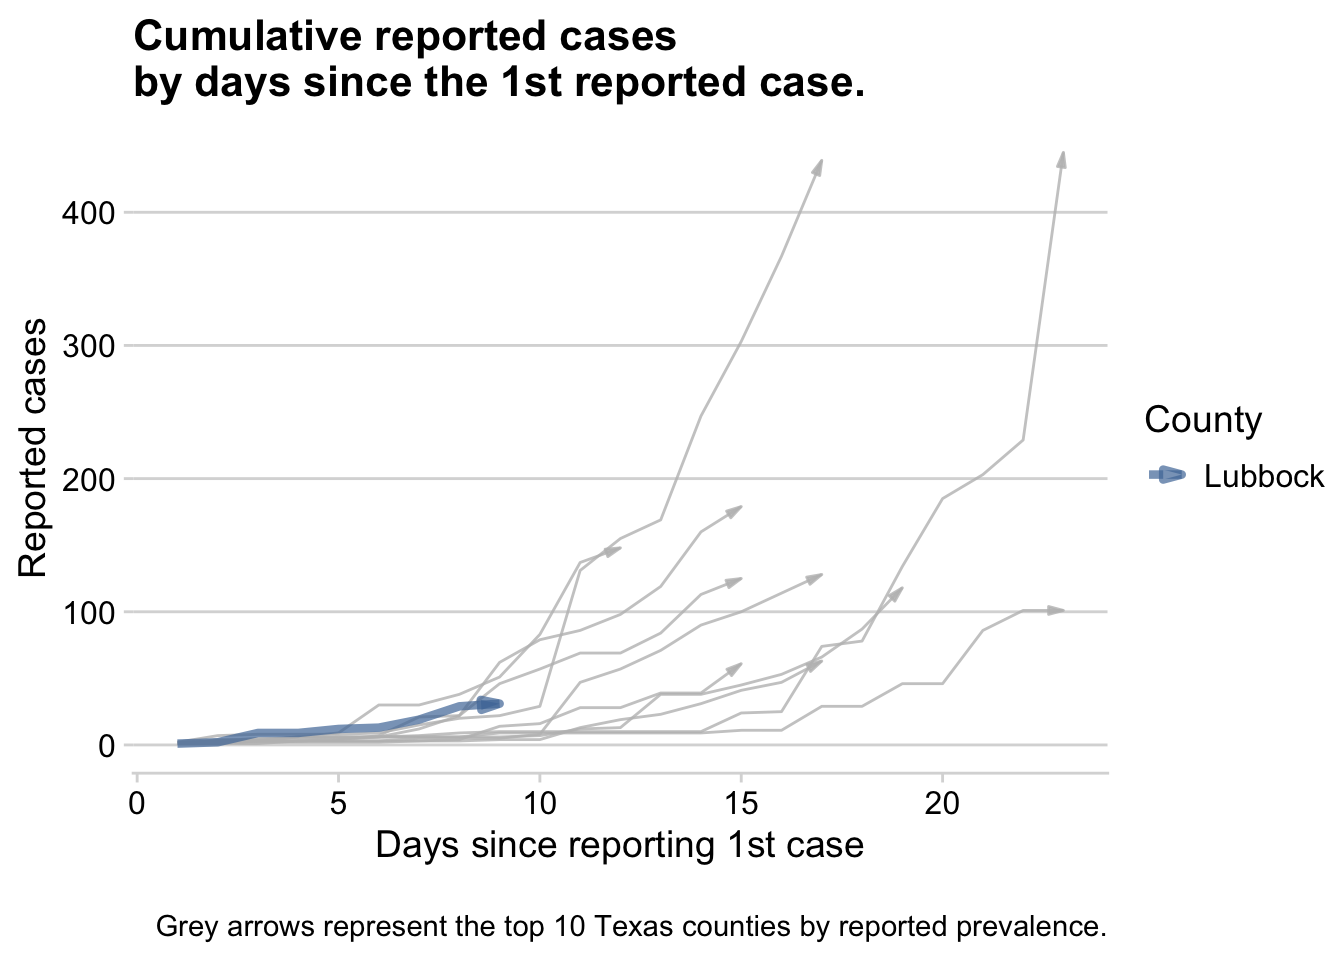 Cumulative reported cases
by days since the 1st reported case.
400
300
200
100
0
Reported cases
0 5 10 15 20
Days since reporting 1st case
County
Lubbock
Grey arrows represent the top 10 Texas counties by reported prevalence.